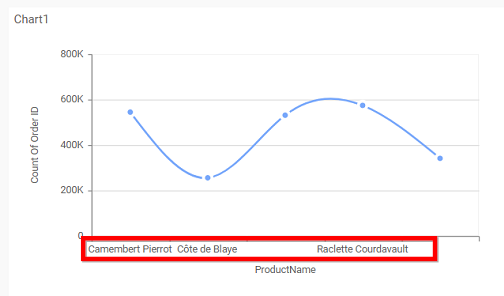 Chart1
800K
600K
400K
200K
0
Count Of Order ID
Camembert Pierrot Côte de Blaye Raclette Courdavault
ProductName